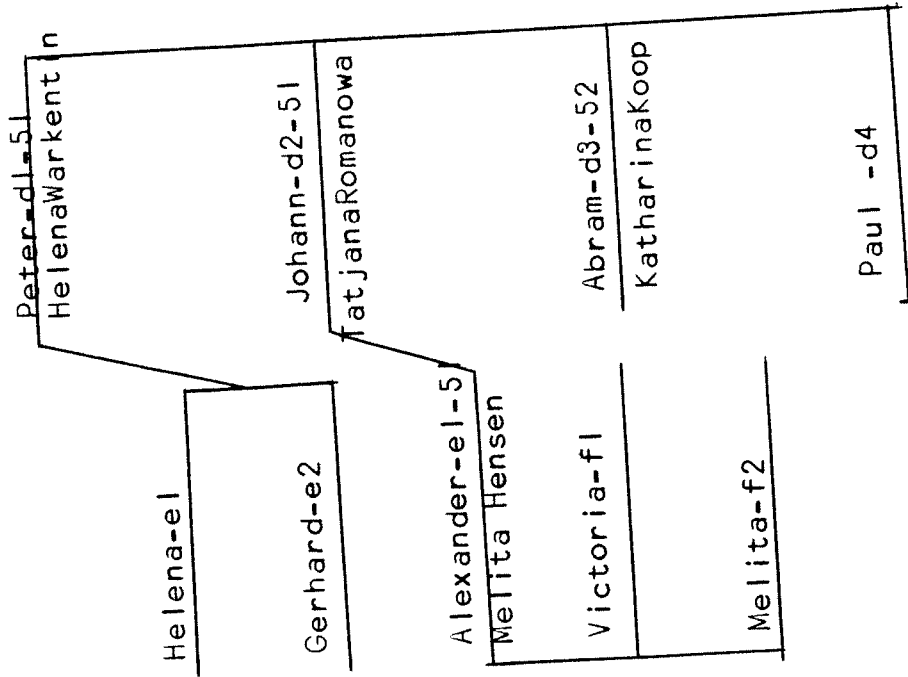 Peter-d1-51
HelenaWarkentin
Johann-d2-51
TatjanaRomanowa
Abram-d3-52
KatharinaKoop
Paul -d4
Helena-e1
Gerhard-e2
Alexander-e1-51
Melita Hensen
Victoria-f1
Melita-f2